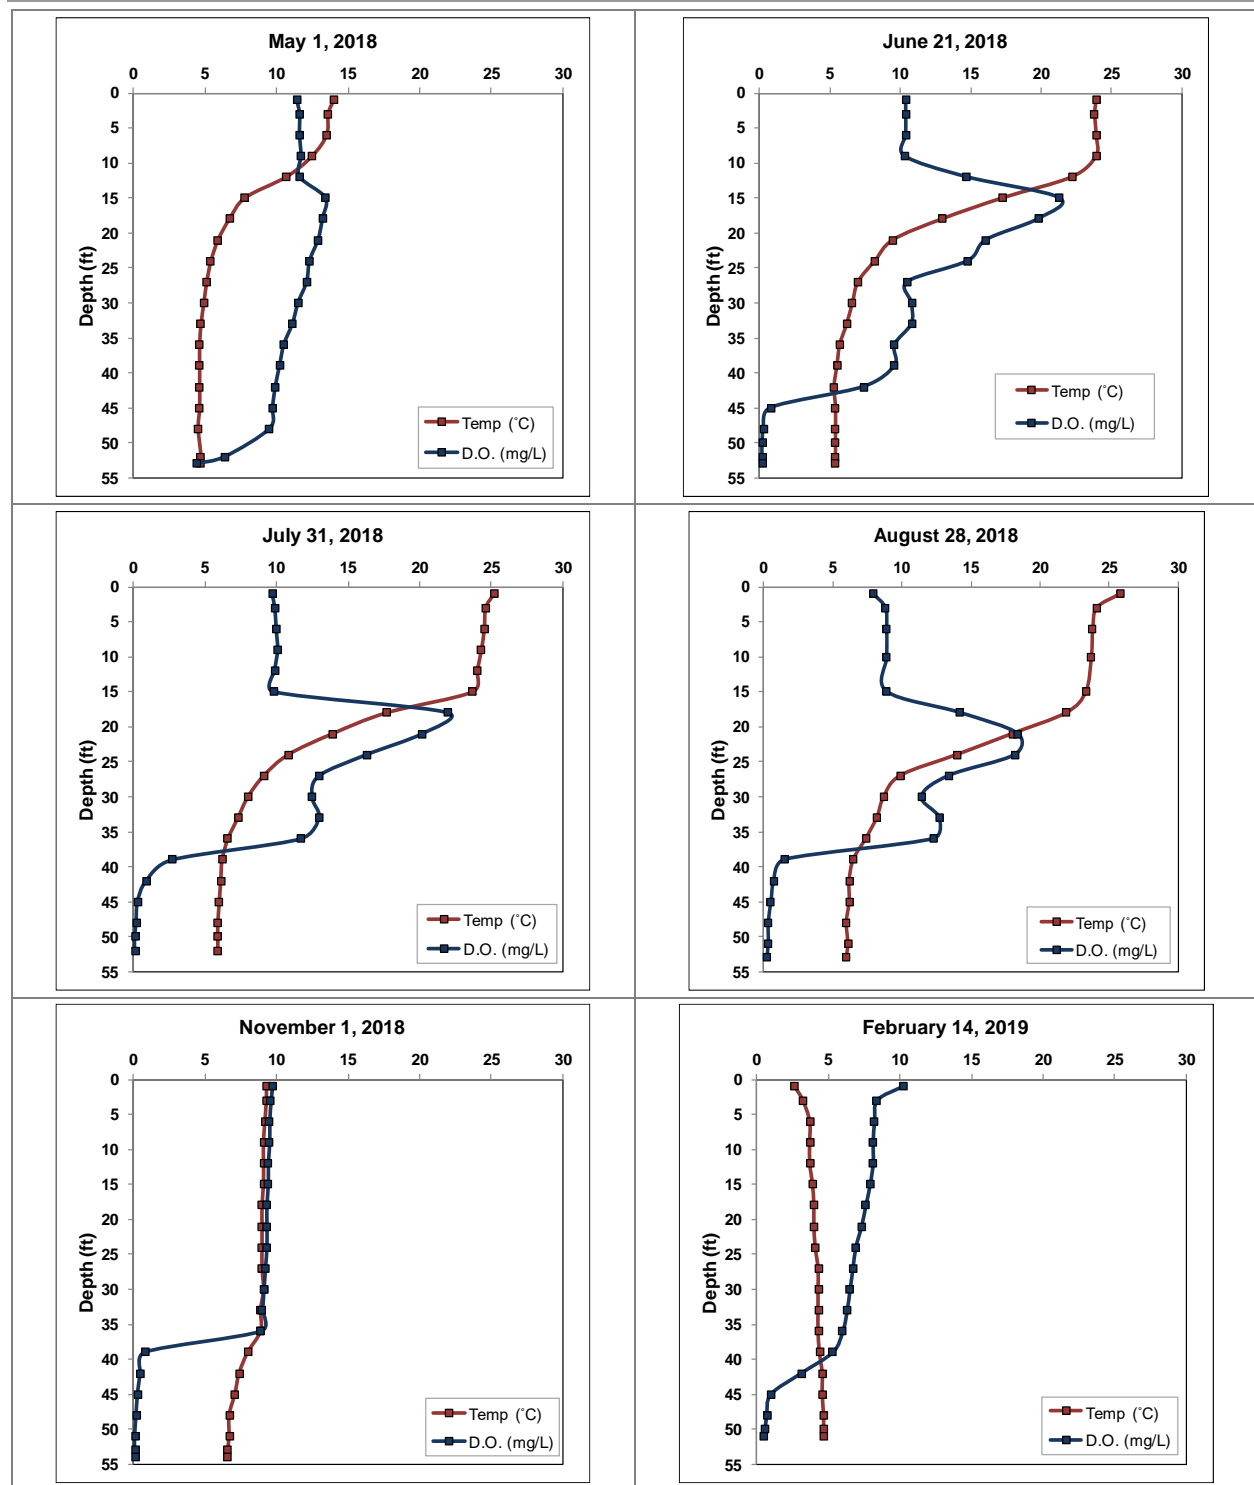 May 1, 2018
0 5 10 15 20 25 30
0
5
10
15
20
25
30
35
40
45
50
55
Depth (ft)
Temp (˚C)
D.O. (mg/L)
June 21, 2018
0 5 10 15 20 25 30
0
5
10
15
20
25
30
35
40
45
50
55
Depth (ft)
Temp (˚C)
D.O. (mg/L)
July 31, 2018
0 5 10 15 20 25 30
0
5
10
15
20
25
30
35
40
45
50
55
Depth (ft)
Temp (˚C)
D.O. (mg/L)
August 28, 2018
0 5 10 15 20 25 30
0
5
10
15
20
25
30
35
40
45
50
55
Depth (ft)
Temp (˚C)
D.O. (mg/L)
November 1, 2018
0 5 10 15 20 25 30
0
5
10
15
20
25
30
35
40
45
50
55
Depth (ft)
Temp (˚C)
D.O. (mg/L)
February 14, 2019
0 5 10 15 20 25 30
0
5
10
15
20
25
30
35
40
45
50
55
Depth (ft)
Temp (˚C)
D.O. (mg/L)